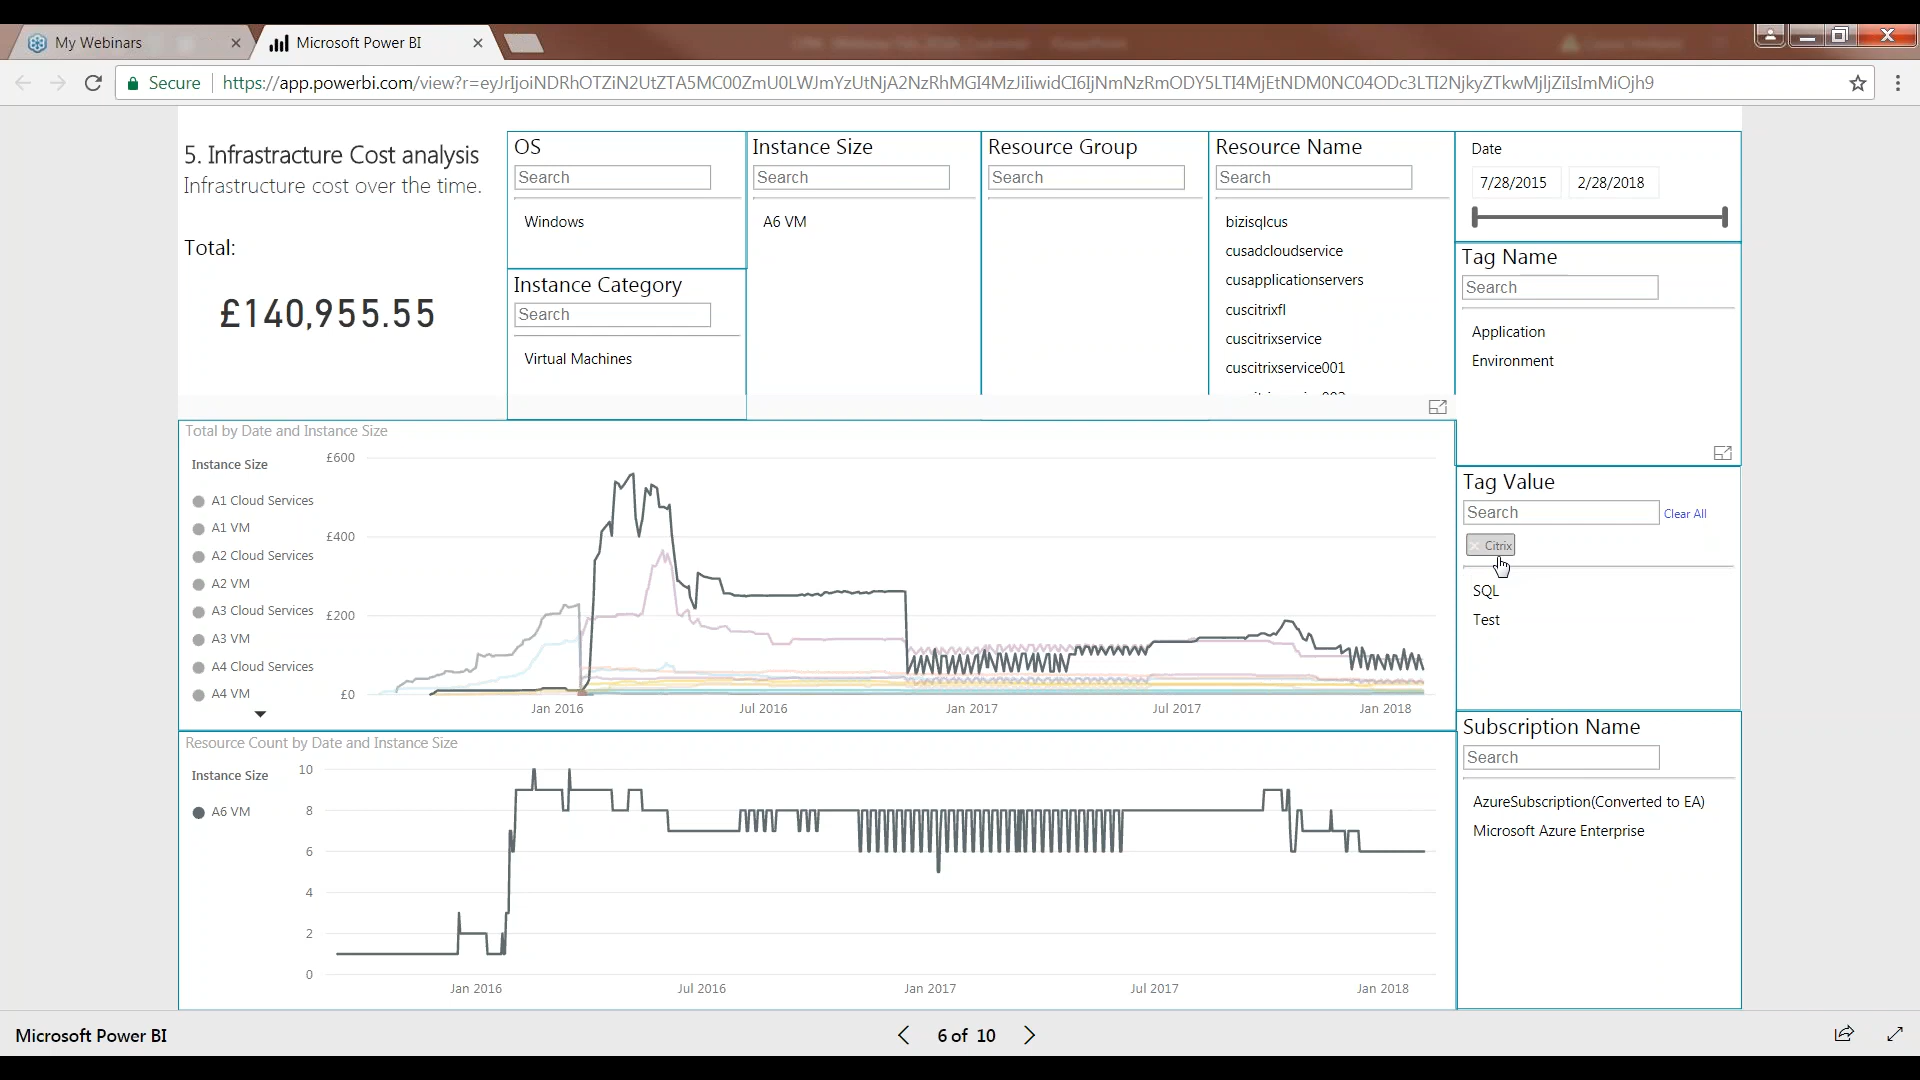 My Webinars
Microsoft Power BI
Secure
https://app.powerbi.com/view?r=eyJrIjoiNDRhOTZiN2UtZTA5MC00ZmU0LWJmYzUtNjA2NzRhMGI4MzJiIiwidCI6IjNmNzRmODY5LTI4MjEtNDM0NC04ODc3LTI2NjkyZTkwMjljZiIsImMiOjh9
5. Infrastracture Cost analysis
Infrastructure cost over the time.
Total:
£140,955.55
OS
Search
Windows
Instance Category
Search
Virtual Machines
Instance Size
Search
A6 VM
Resource Group
Search
Resource Name
Search
bizisqlcus
cusadcloudservice
cusapplicationservers
cuscitrixfl
cuscitrixservice
cuscitrixservice001
Date
7/28/2015 2/28/2018
Tag Name
Search
Application
Environment
Tag Value
Search Clear All
Citrix
SQL
Test
Subscription Name
Search
AzureSubscription(Converted to EA)
Microsoft Azure Enterprise
Total by Date and Instance Size
Instance Size
A1 Cloud Services
A1 VM
A2 Cloud Services
A2 VM
A3 Cloud Services
A3 VM
A4 Cloud Services
A4 VM
£600
£400
£200
£0
Jan 2016 Jul 2016 Jan 2017 Jul 2017 Jan 2018
Resource Count by Date and Instance Size
Instance Size
A6 VM
10
8
6
4
2
0
Jan 2016 Jul 2016 Jan 2017 Jul 2017 Jan 2018
Microsoft Power BI
6 of 10